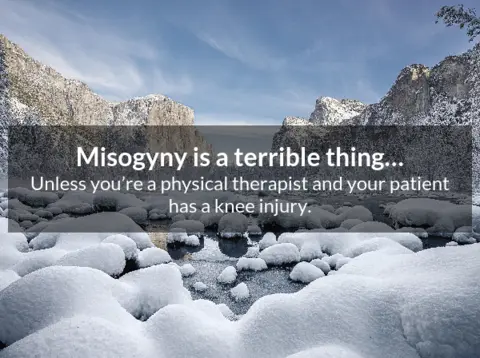 Misogyny is a terrible thing...
Unless you're a physical therapist and your patient
has a knee injury.